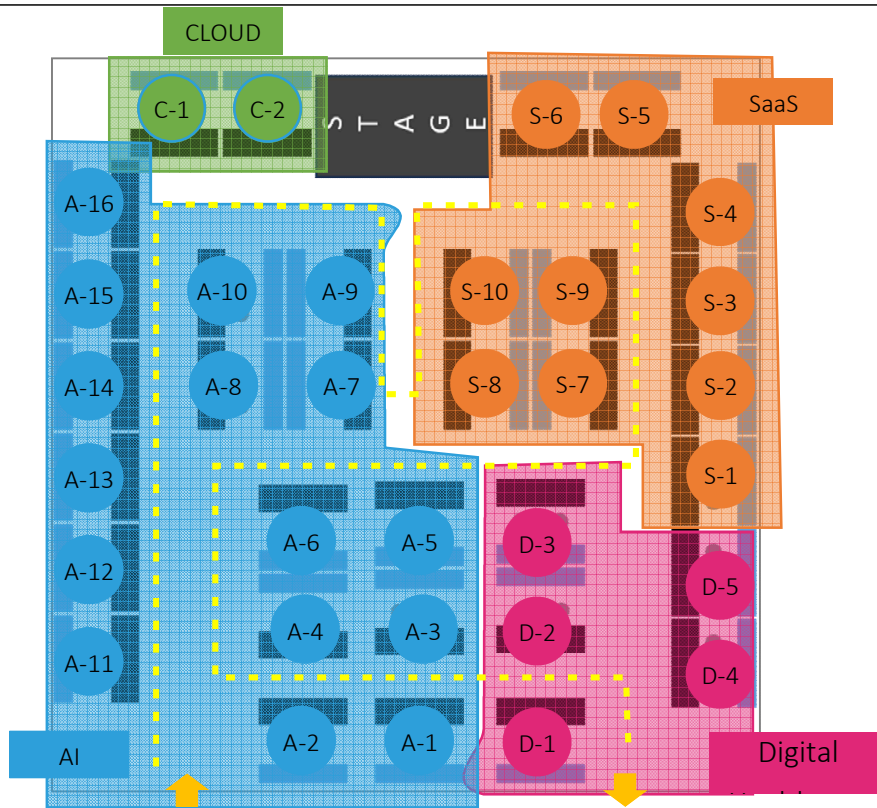 CLOUD
SaaS
C-1 C-2
STAGE
S-6 S-5
A-16
S-4
A-15 A-10 A-9
S-10 S-9 S-3
A-14 A-8 A-7
S-8 S-7 S-2
A-13
S-1
A-12 A-6 A-5
D-3 D-5
A-11 A-4 A-3
D-2 D-4
A-2 A-1
D-1
AI
Digital